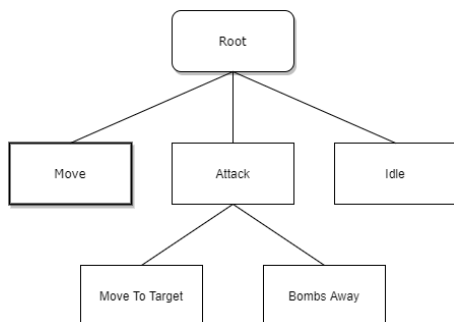 Root
Move
Attack
Idle
Move To Target
Bombs Away